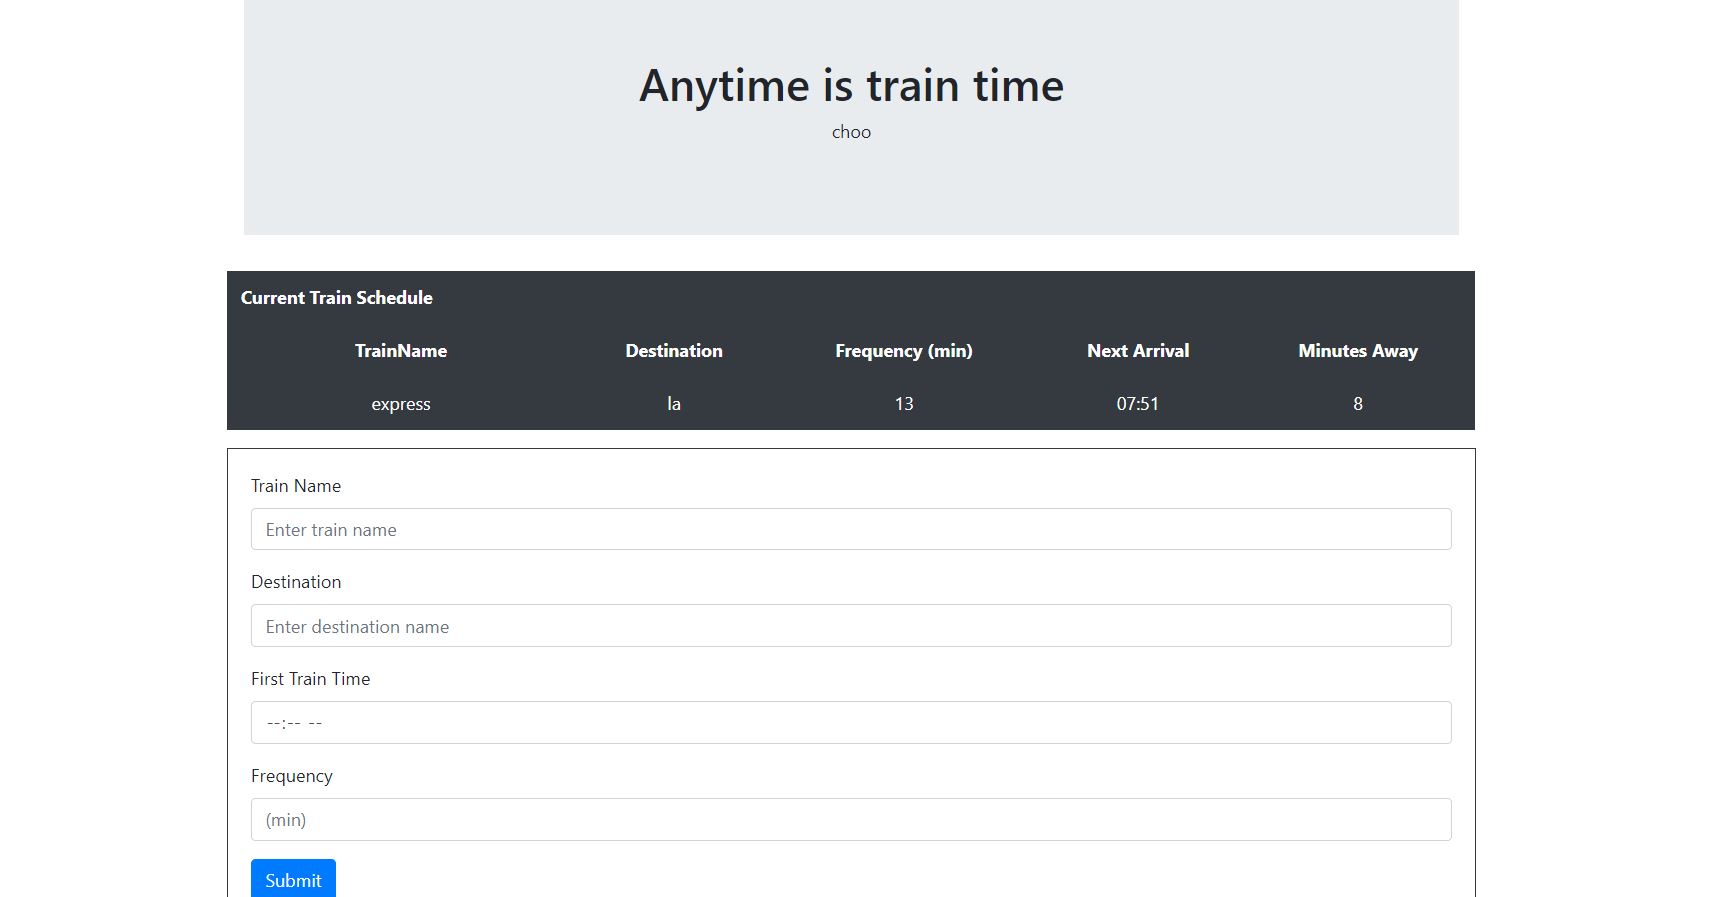 Anytime is train time
choo
Current Train Schedule
TrainName Destination Frequency (min) Next Arrival Minutes Away
express la 13 07:51 8
Train Name
Enter train name
Destination
Enter destination name
First Train Time
--:-- --
Frequency
(min)
Submit